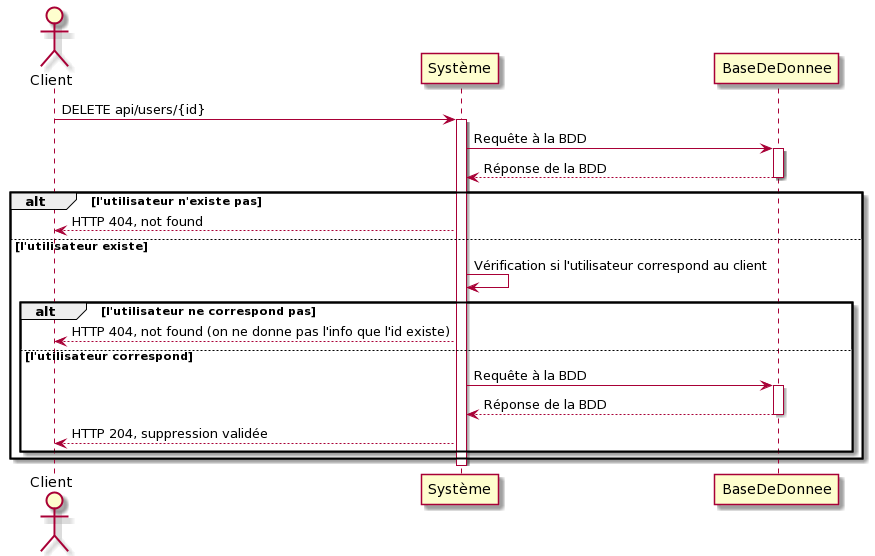 Client
Système
BaseDeDonnee
DELETE api/users/{id}
Requête à la BDD
Réponse de la BDD
alt [l'utilisateur n'existe pas]
HTTP 404, not found
[l'utilisateur existe]
Vérification si l'utilisateur correspond au client
alt [l'utilisateur ne correspond pas]
HTTP 404, not found (on ne donne pas l'info que l'id existe)
[l'utilisateur correspond]
Requête à la BDD
Réponse de la BDD
HTTP 204, suppression validée
Client
Système
BaseDeDonnee